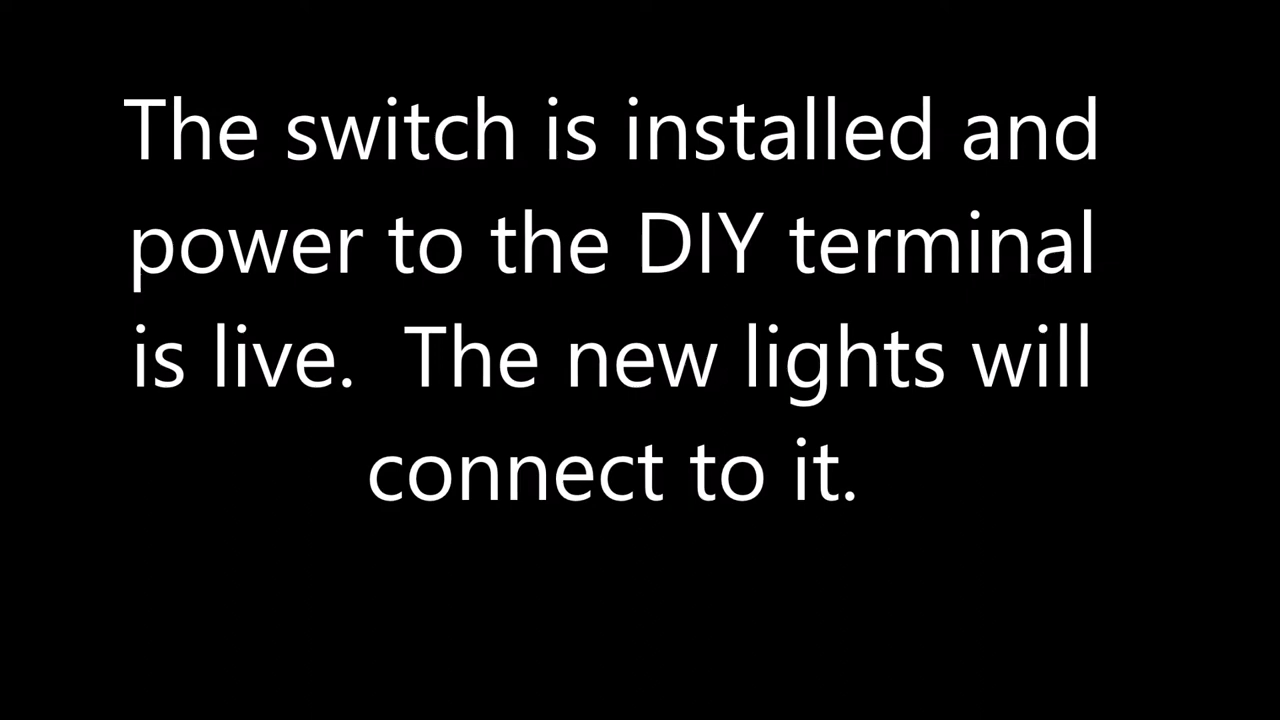 The switch is installed and
power to the DIY terminal
is live.  The new lights will
connect to it.